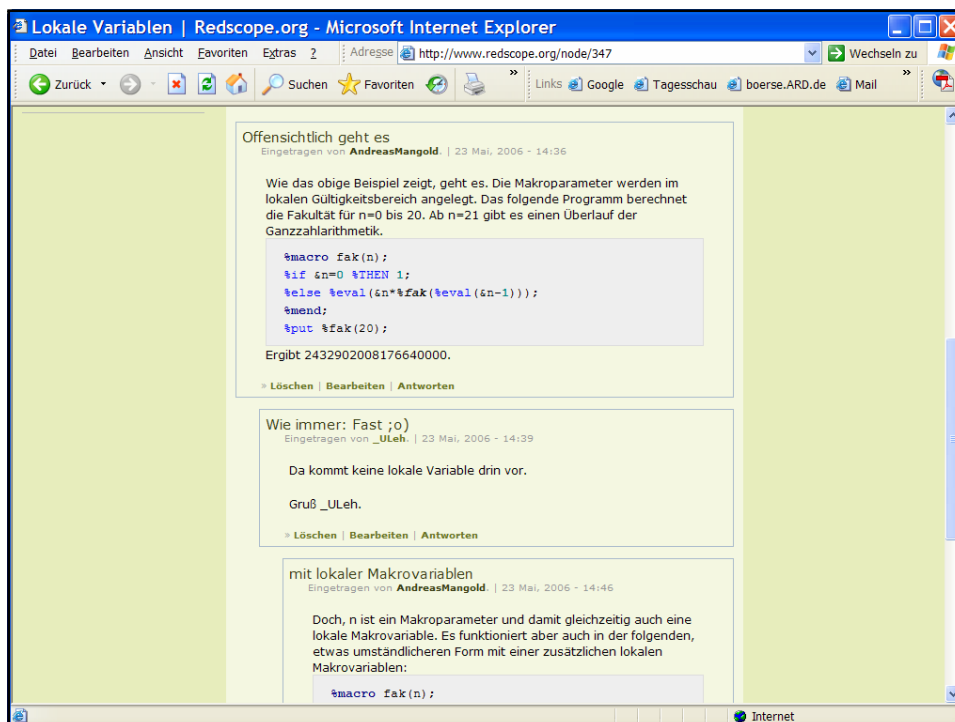 Lokale Variablen | Redscope.org - Microsoft Internet Explorer
Datei Bearbeiten Ansicht Favoriten Extras ? Adresse http://www.redscope.org/node/347 Wechseln zu
Zurück Suchen Favoriten » Links Google Tagesschau boerse.ARD.de Mail »
Offensichtlich geht es
Eingetragen von AndreasMangold. | 23 Mai, 2006 - 14:36
Wie das obige Beispiel zeigt, geht es. Die Makroparameter werden im
lokalen Gültigkeitsbereich angelegt. Das folgende Programm berechnet
die Fakultät für n=0 bis 20. Ab n=21 gibt es einen Überlauf der
Ganzzahlarithmetik.
%macro fak(n);
%if &n=0 %THEN 1;
%else %eval(&n*%fak(%eval(&n-1)));
%mend;
%put %fak(20);
Ergibt 2432902008176640000.
» Löschen | Bearbeiten | Antworten
Wie immer: Fast ;o)
Eingetragen von _ULeh. | 23 Mai, 2006 - 14:39
Da kommt keine lokale Variable drin vor.
Gruß _ULeh.
» Löschen | Bearbeiten | Antworten
mit lokaler Makrovariablen
Eingetragen von AndreasMangold. | 23 Mai, 2006 - 14:46
Doch, n ist ein Makroparameter und damit gleichzeitig auch eine
lokale Makrovariable. Es funktioniert aber auch in der folgenden,
etwas umständlicheren Form mit einer zusätzlichen lokalen
Makrovariablen:
%macro fak(n);
Internet